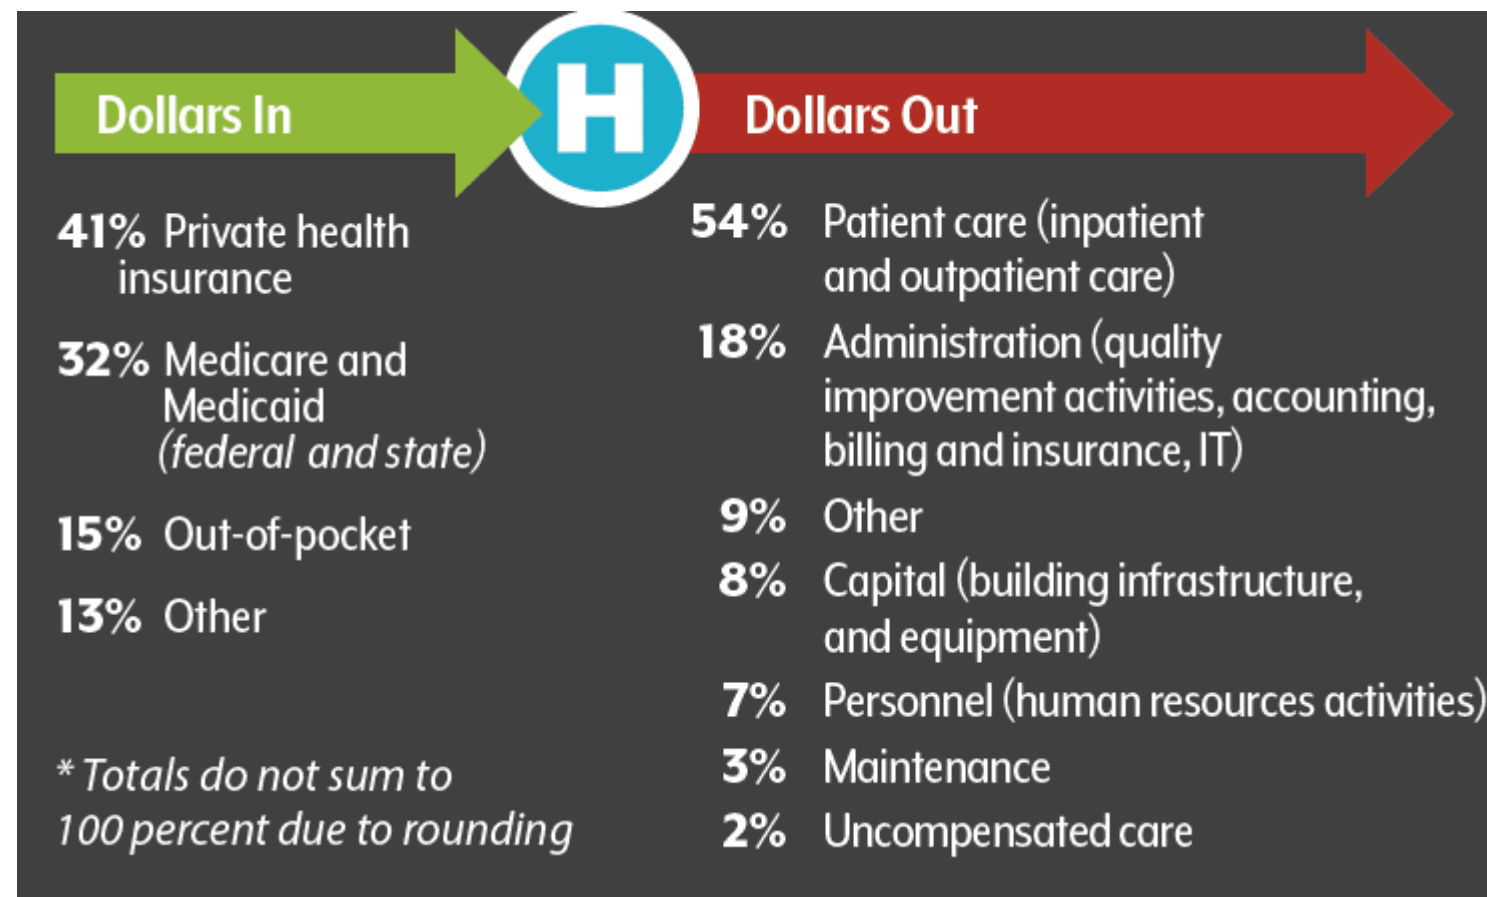 Dollars In
H
Dollars Out
41% Private health
insurance
32% Medicare and
Medicaid
(federal and state)
15% Out-of-pocket
13% Other
* Totals do not sum to
100 percent due to rounding
54% Patient care (inpatient
and outpatient care)
18% Administration (quality
improvement activities, accounting,
billing and insurance, IT)
9% Other
8% Capital (building infrastructure,
and equipment)
7% Personnel (human resources activities)
3% Maintenance
2% Uncompensated care